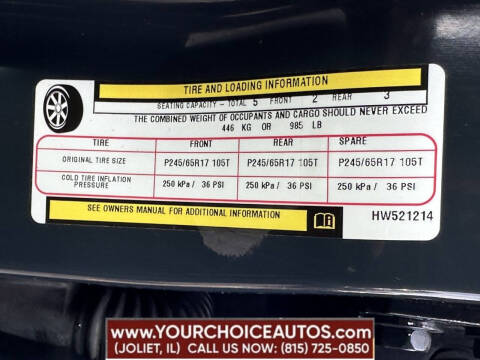 TIRE AND LOADING INFORMATION
SEATING CAPACITY - TOTAL 5 FRONT 2 REAR 3
THE COMBINED WEIGHT OF OCCUPANTS AND CARGO SHOULD NEVER EXCEED
446 KG OR 985 LB
TIRE FRONT REAR SPARE
ORIGINAL TIRE SIZE P245/65R17 105T P245/65R17 105T P245/65R17 105T
COLD TIRE INFLATION
PRESSURE 250 kPa / 36 PSI 250 kPa / 36 PSI 250 kPa / 36 PSI
SEE OWNERS MANUAL FOR ADDITIONAL INFORMATION
HW521214
WWW.YOURCHOICEAUTOS.COM
(JOLIET, IL) CALL US NOW: (815) 725-0850